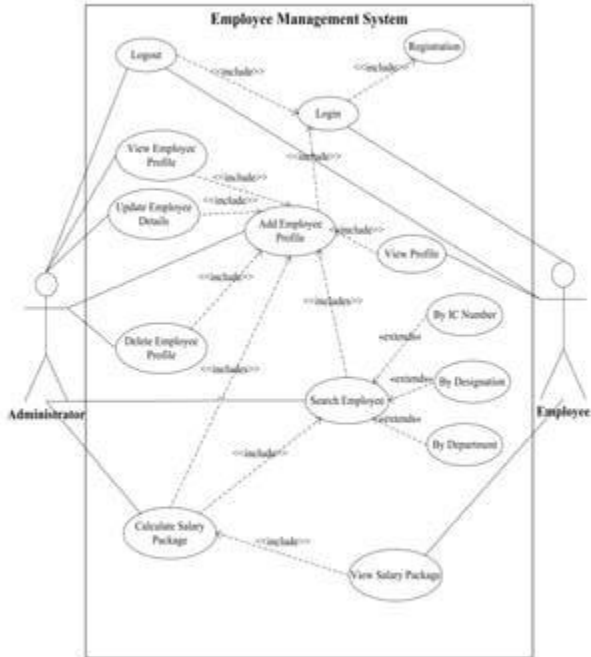 Employee Management System
Logout
Registration
<<include>>
<<include>>
Login
View Employee
Profile
<<include>>
<<include>>
Update Employee
Details
<<include>>
Add Employee
Profile
<<include>>
View Profile
<<include>>
<<includes>>
By IC Number
Delete Employee
Profile
<<includes>>
«extends»
«extends»
By Designation
Administrator
Search Employee
Employee
«extends»
By Department
<<include>>
Calculate Salary
Package
<<include>>
View Salary Package